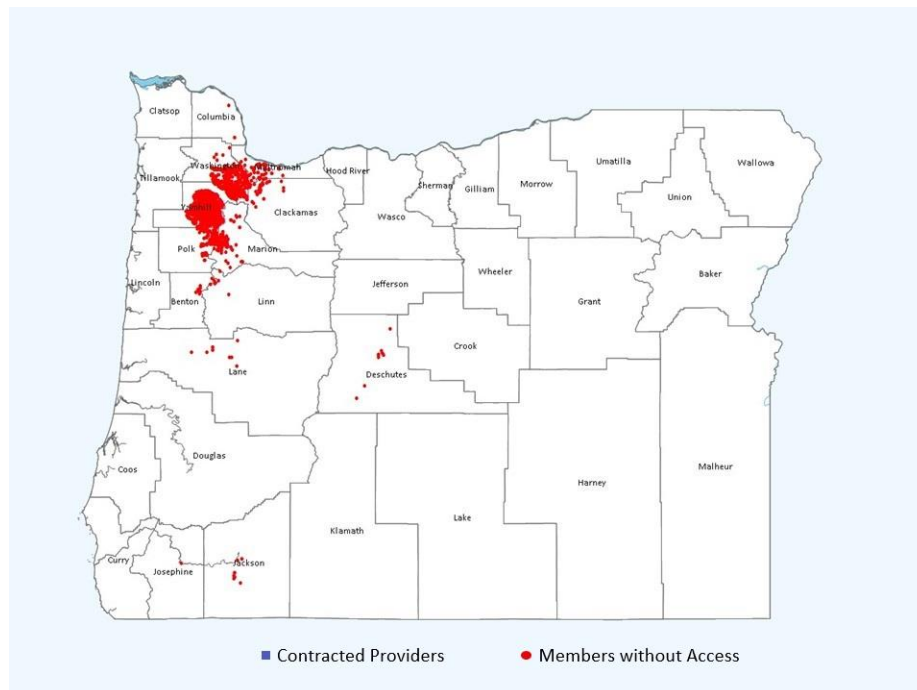 Clatsop
Columbia
Tillamook
Hood River
Sherman
Gilliam
Morrow
Umatilla
Union
Wallowa
Clackamas
Wasco
Polk
Marion
Lincoln
Benton
Linn
Jefferson
Wheeler
Grant
Baker
Crook
Lane
Deschutes
Douglas
Coos
Klamath
Lake
Harney
Malheur
Curry
Josephine
Jackson
Contracted Providers
Members without Access